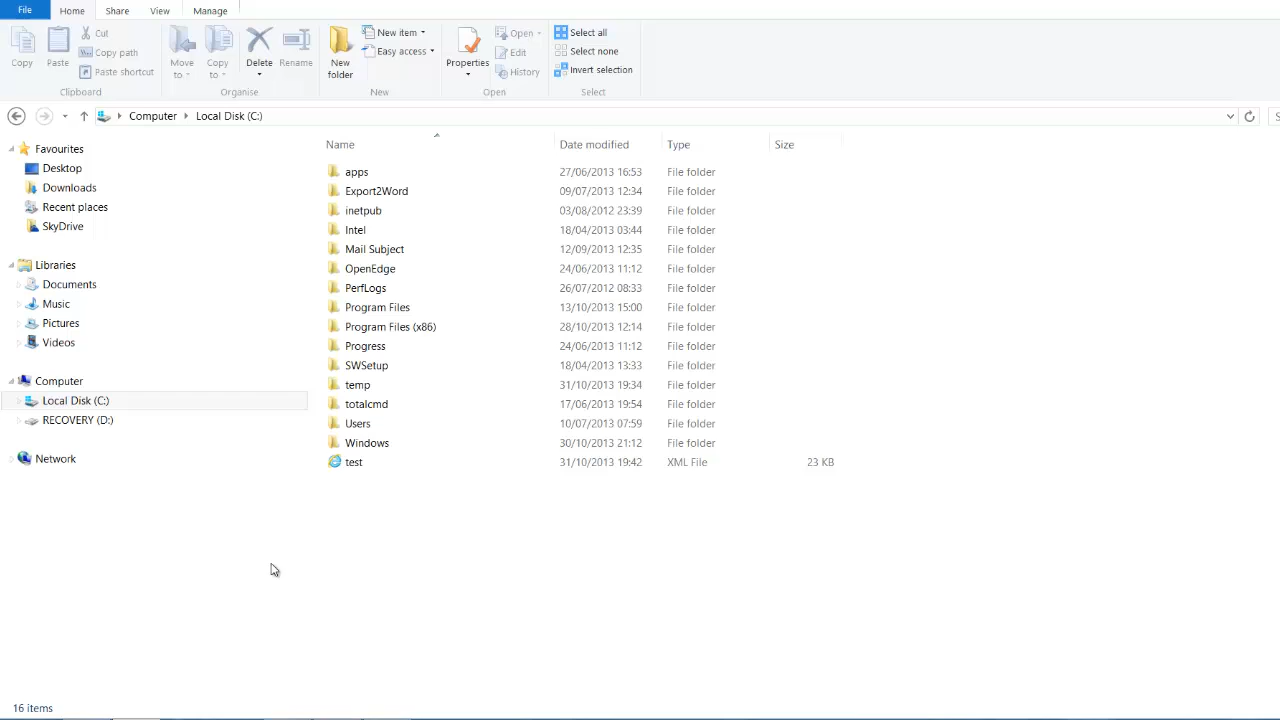 File Home Share View Manage
Copy Paste Cut Copy path Paste shortcut Move to Copy to Delete Rename New folder New item Easy access Properties Open Edit History Select all Select none Invert selection
Clipboard Organise New Open Select
Computer Local Disk (C:)
Favourites
Desktop
Downloads
Recent places
SkyDrive
Libraries
Documents
Music
Pictures
Videos
Computer
Local Disk (C:)
RECOVERY (D:)
Network
Name Date modified Type Size
apps 27/06/2013 16:53 File folder
Export2Word 09/07/2013 12:34 File folder
inetpub 03/08/2012 23:39 File folder
Intel 18/04/2013 03:44 File folder
Mail Subject 12/09/2013 12:35 File folder
OpenEdge 24/06/2013 11:12 File folder
PerfLogs 26/07/2012 08:33 File folder
Program Files 13/10/2013 15:00 File folder
Program Files (x86) 28/10/2013 12:14 File folder
Progress 24/06/2013 11:12 File folder
SWSetup 18/04/2013 13:33 File folder
temp 31/10/2013 19:34 File folder
totalcmd 17/06/2013 19:54 File folder
Users 10/07/2013 07:59 File folder
Windows 30/10/2013 21:12 File folder
test 31/10/2013 19:42 XML File 23 KB
16 items